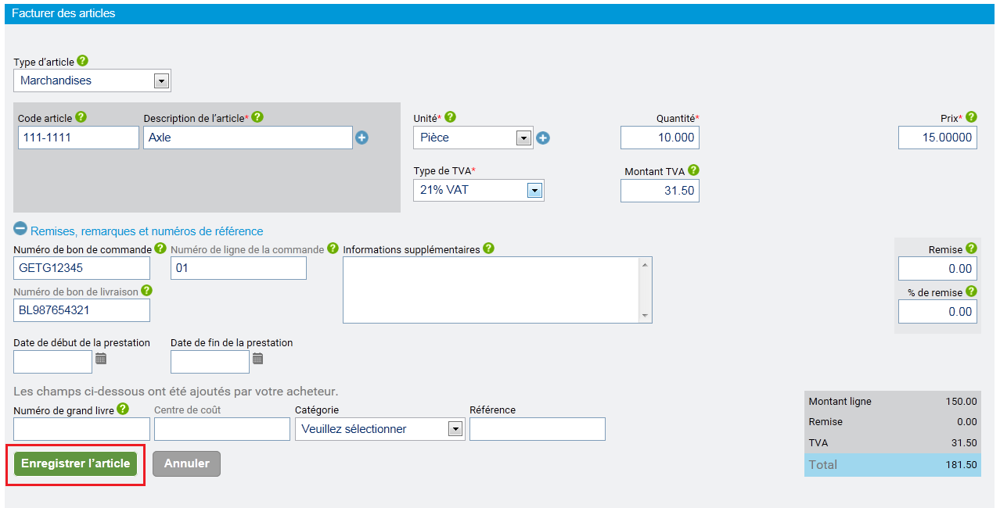 Facturer des articles
Type d'article
Marchandises
Code article Description de l'article* Unité* Quantité* Prix*
111-1111 Axle Pièce 10.000 15.00000
Type de TVA* Montant TVA
21% VAT 31.50
Remises, remarques et numéros de référence
Numéro de bon de commande Numéro de ligne de la commande Informations supplémentaires Remise
GETG12345 01 0.00
Numéro de bon de livraison % de remise
BL987654321 0.00
Date de début de la prestation Date de fin de la prestation
Les champs ci-dessous ont été ajoutés par votre acheteur.
Numéro de grand livre Centre de coût Catégorie Référence
Veuillez sélectionner
Enregistrer l'article Annuler
Montant ligne 150.00
Remise 0.00
TVA 31.50
Total 181.50